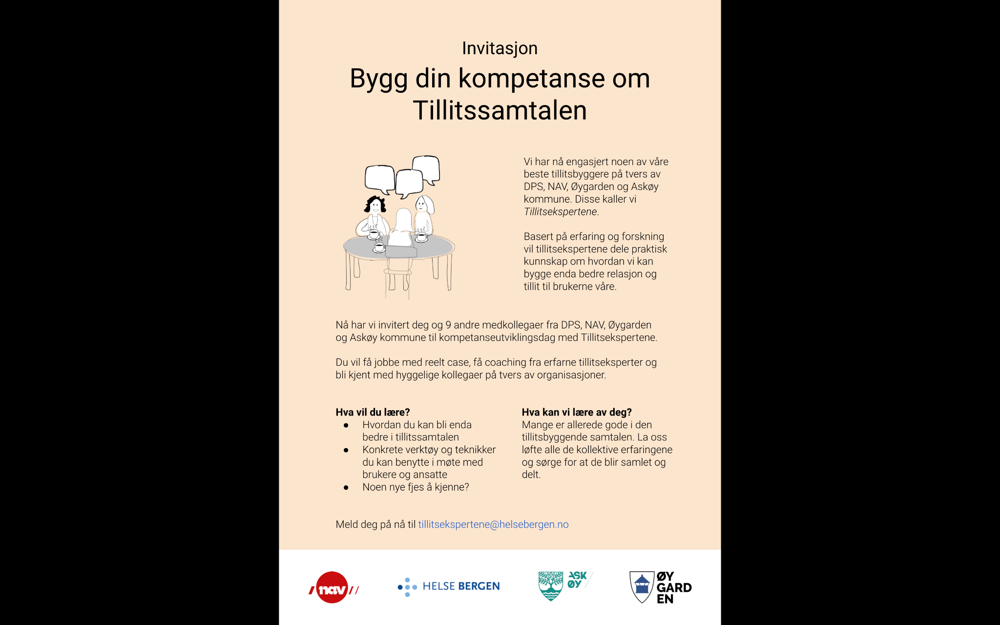 Invitasjon
Bygg din kompetanse om
Tillitssamtalen
Vi har nå engasjert noen av våre
beste tillitsbyggere på tvers av
DPS, NAV, Øygarden og Askøy
kommune. Disse kaller vi
Tillitsekspertene.
Basert på erfaring og forskning
vil tillitsekspertene dele praktisk
kunnskap om hvordan vi kan
bygge enda bedre relasjon og
tillit til brukerne våre.
Nå har vi invitert deg og 9 andre medkollegaer fra DPS, NAV, Øygarden
og Askøy kommune til kompetanseutviklingsdag med Tillitsekspertene.
Du vil få jobbe med reelt case, få coaching fra erfarne tillitseksperter og
bli kjent med hyggelige kollegaer på tvers av organisasjoner.
Hva vil du lære?
● Hvordan du kan bli enda
bedre i tillitssamtalen
● Konkrete verktøy og teknikker
du kan benytte i møte med
brukere og ansatte
● Noen nye fjes å kjenne?
Hva kan vi lære av deg?
Mange er allerede gode i den
tillitsbyggende samtalen. La oss
løfte alle de kollektive erfaringene
og sørge for at de blir samlet og
delt.
Meld deg på nå til tillitsekspertene@helsebergen.no
nav
HELSE BERGEN
ASK
ØY
ØY
GARD
EN